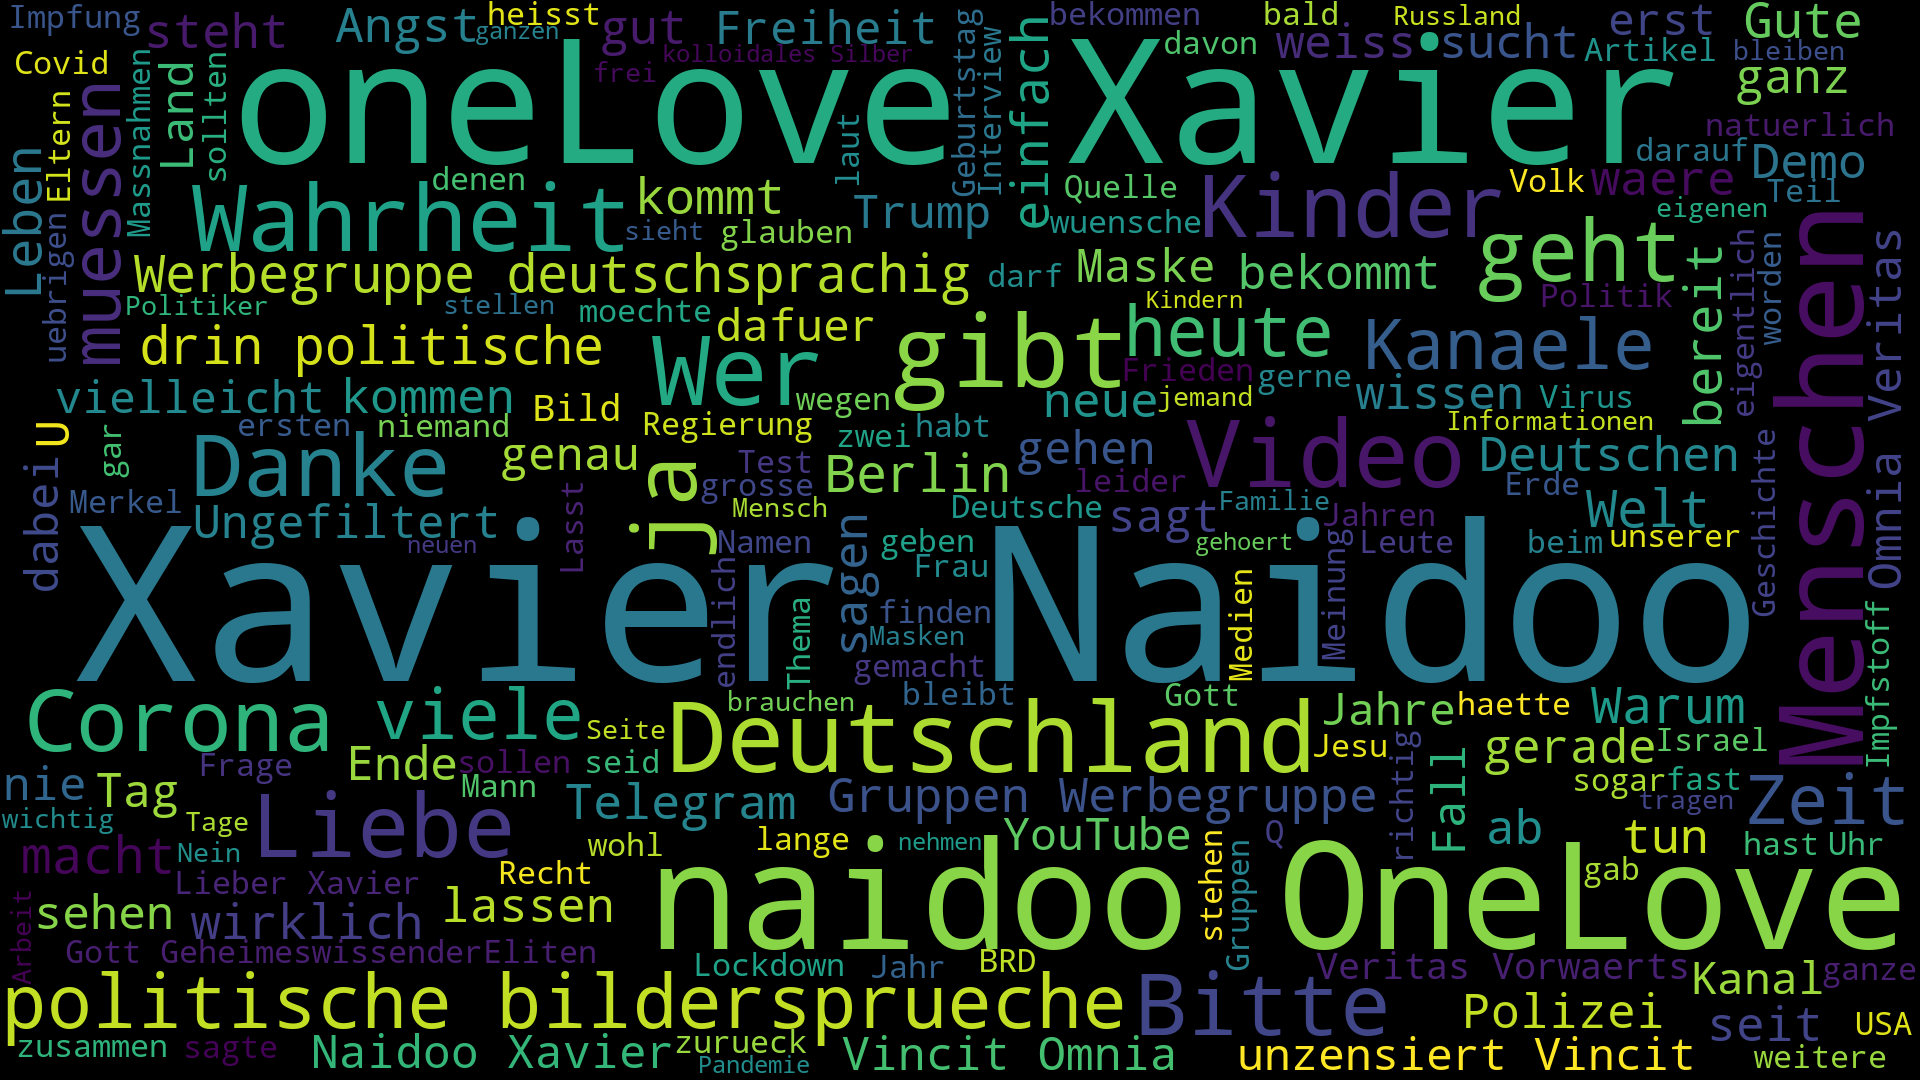 Impfung
steht
Angst
heisst
ganzen
gut
Freiheit
kolloidales Silber
frei
bekommen
bald
Russland
erst
Gute
Covid
davon
weiss
sucht
Artikel
bleiben
ganz
oneLove Xavier
Geburtstag
Interview
einfach
Land
sollten
Massnahmen
Eltern
muessen
Leben
uebrigen
laut
natuerlich
denen
Wahrheit
kommt
Trump
Quelle
wuensche
Kinder
Volk
waere
darauf
Demo
Teil
eigenen
sieht
glauben
geht
Werbegruppe deutschsprachig
darf
Maske
bekommt
Politiker
stellen
moechte
Kindern
Politik
bereit
eigentlich
worden
Menschen
Omnia Veritas
drin politische
dafuer
Wer
gibt
heute
Kanaele
Frieden
gerne
vielleicht
kommen
Bild
wegen
neue
jemand
wissen
Virus
U
gar
dabei
ersten
niemand
Regierung
zwei
habt
gehen
Informationen
Danke
genau
ja
Test
grosse
Berlin
leider
Video
Deutschen
Erde
Geschichte
Merkel
Ungefiltert
Lasst
Mensch
Deutsche
sagt
Familie
Jahren
Welt
neuen
Namen
sagen
geben
gehoert
Meinung
Leute
beim
unserer
Frau
Xavier Naidoo
endlich
Thema
finden
Masken
gemacht
Medien
Impfstoff
Corona
viele
Seite
brauchen
bleibt
Gott
Deutschland
Jahre
haette
Warum
Frage
Ende
sollen
seid
Jesu
richtig
Fall
gerade
Israel
nie
Tag
Mann
Telegram
Gruppen Werbegruppe
sogar
fast
tragen
Zeit
wichtig
Tage
Liebe
wohl
lange
nehmen
YouTube
stehen
Gruppen
Q
ab
tun
hast
Uhr
macht
Nein
Lieber Xavier
Recht
naidoo OneLove
gab
Arbeit
sehen
wirklich
lassen
Gott GeheimeswissenderEliten
Lockdown
Jahr
BRD
Veritas Vorwaerts
Kanal
ganze
politische bildersprueche
Bitte
Polizei
seit
USA
zusammen
sagte
Naidoo Xavier
zurueck
Pandemie
Vincit Omnia
unzensiert Vincit
weitere